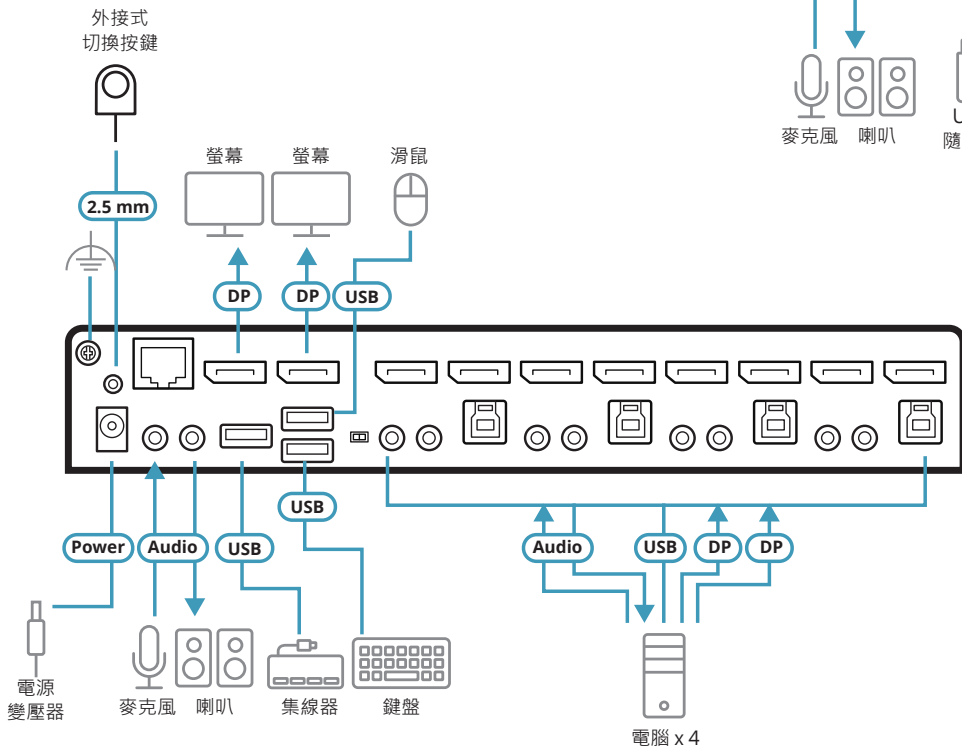 外接式
切換按鍵
麥克風
喇叭
U
隨
螢幕
螢幕
滑鼠
2.5 mm
DP
DP
USB
USB
Power
Audio
USB
Audio
USB
DP
DP
電源
變壓器
麥克風
喇叭
集線器
鍵盤
電腦 x 4